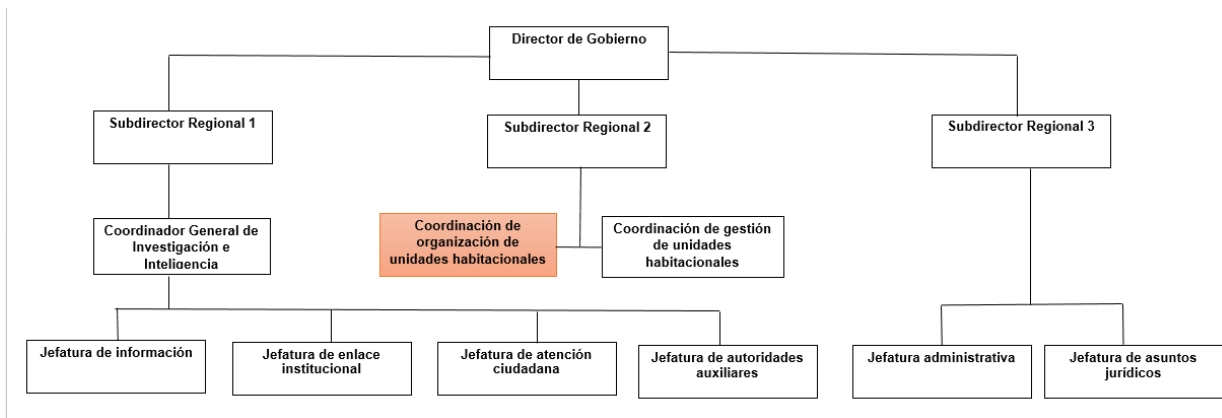 Director de Gobierno
Subdirector Regional 1
Subdirector Regional 2
Subdirector Regional 3
Coordinador General de
Investigación e
Inteligencia
Coordinación de
organización de
unidades habitacionales
Coordinación de gestión
de unidades
habitacionales
Jefatura de información
Jefatura de enlace
institucional
Jefatura de atención
ciudadana
Jefatura de autoridades
auxiliares
Jefatura administrativa
Jefatura de asuntos
jurídicos